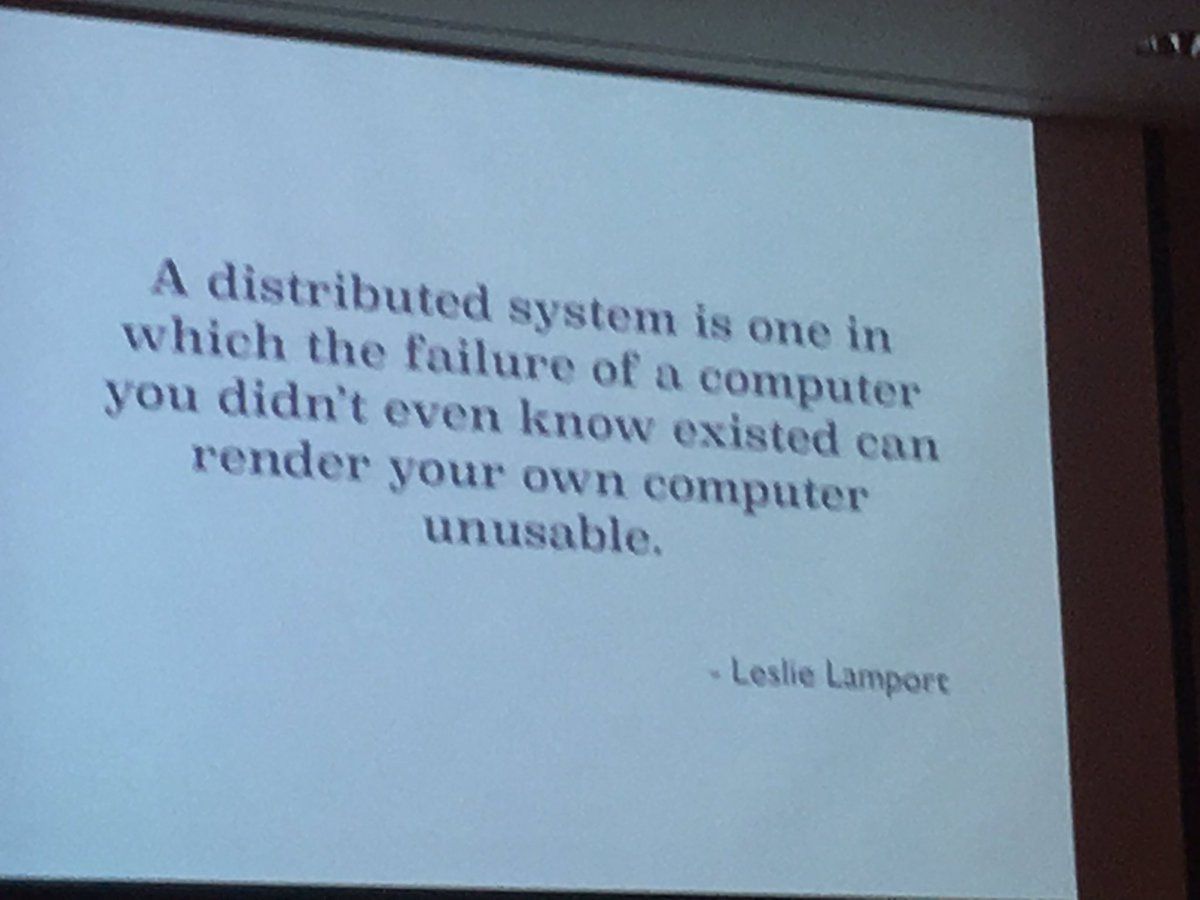 A distributed system is one in
which the failure of a computer
you didn't even know existed can
render your own computer
unusable.
- Leslie Lamport